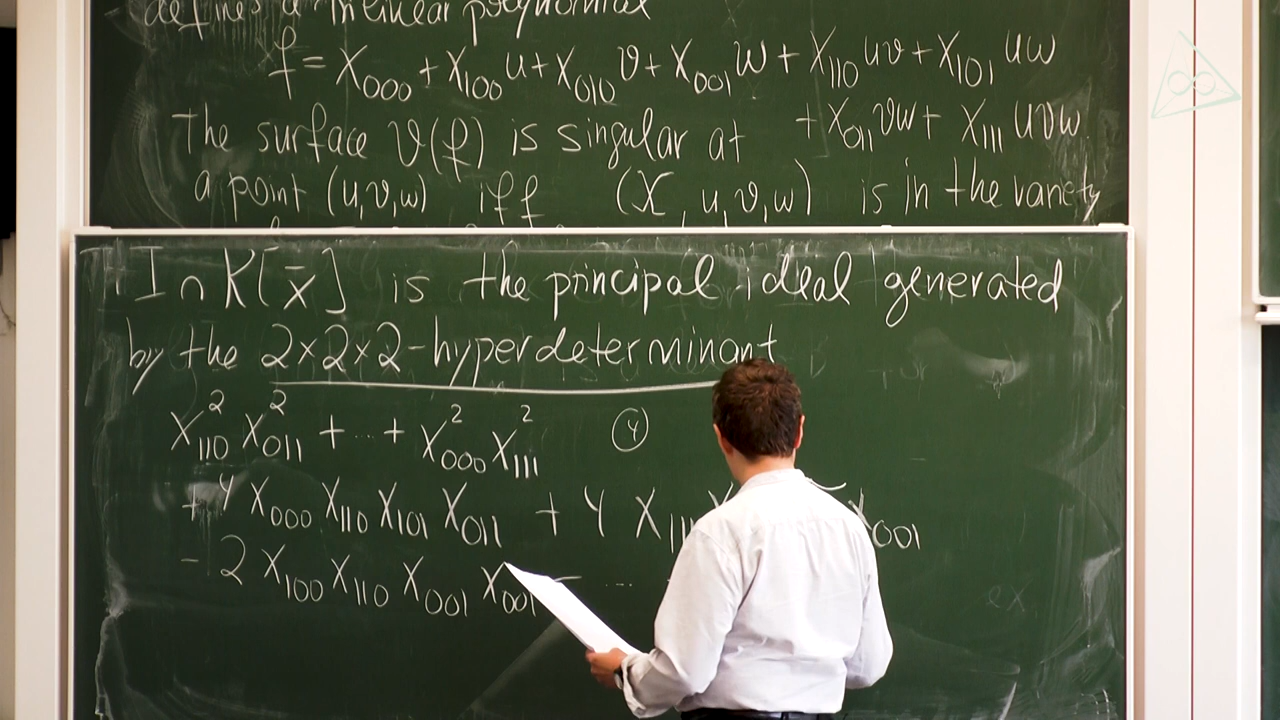 defines a multilinear polynomial
f = x₀₀₀ + x₁₀₀ u + x₀₁₀ v + x₀₀₁ w + x₁₁₀ uv + x₁₀₁ uw
+ x₀₁₁ vw + x₁₁₁ uvw
The surface V(f) is singular at
a point (u,v,w) iff (X, u,v,w) is in the variety
I ∩ K[x̄] is the principal ideal generated
by the 2×2×2-hyperdeterminant
x₁₁₀² x₀₁₁² + ... + x₀₀₀² x₁₁₁² (4)
+ 4 x₀₀₀ x₁₁₀ x₁₀₁ x₀₁₁ + 4 x₁₁ x₀₀₁
- 2 x₁₀₀ x₁₁₀ x₀₀₁ x₀₀₁ - ...